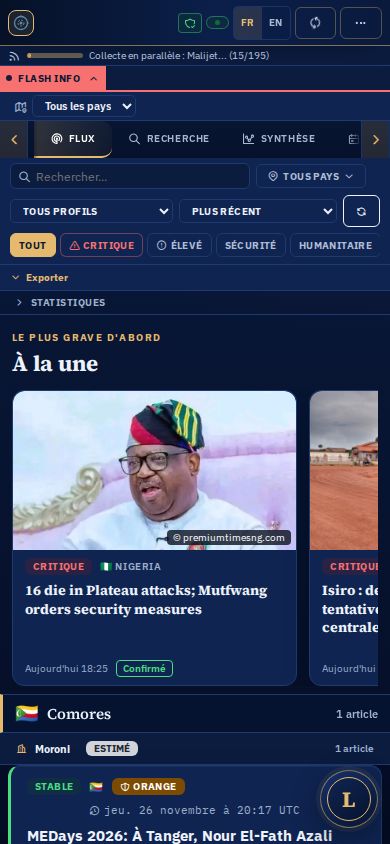 FR EN
Collecte en parallèle : Malijet... (15/195)
FLASH INFO
Tous les pays
FLUX RECHERCHE SYNTHÈSE
Rechercher... TOUS PAYS
TOUS PROFILS PLUS RÉCENT
TOUT CRITIQUE ÉLEVÉ SÉCURITÉ HUMANITAIRE
Exporter
STATISTIQUES
LE PLUS GRAVE D'ABORD
À la une
© premiumtimesng.com
CRITIQUE NIGERIA CRITIQUE
16 die in Plateau attacks; Mutfwang Isiro : de
orders security measures tentative
centrale
Aujourd'hui 18:25 Confirmé Aujourd'hui
Comores 1 article
Moroni ESTIMÉ 1 article
STABLE ORANGE
L
jeu. 26 novembre à 20:17 UTC
MEDays 2026: À Tanger, Nour El-Fath Azali